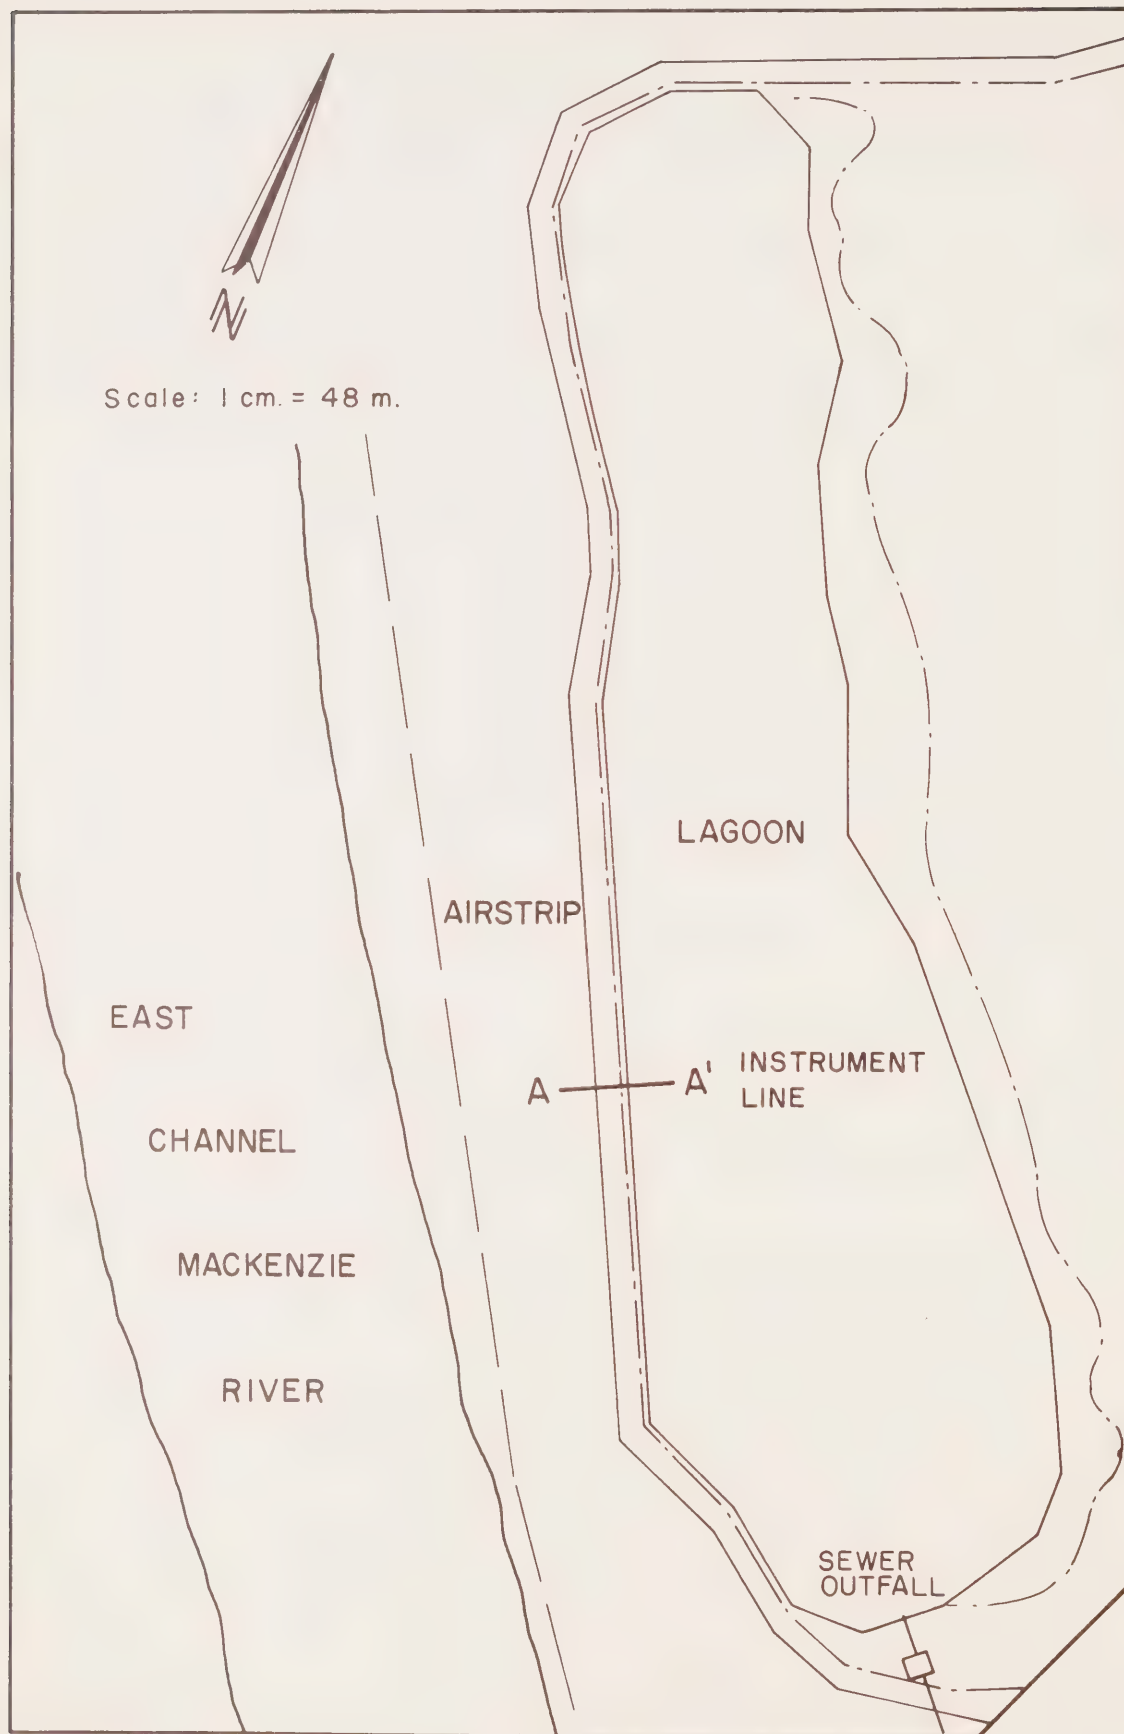 N
Scale: 1 cm. = 48 m.
LAGOON
AIRSTRIP
EAST
A
A'
INSTRUMENT
LINE
CHANNEL
MACKENZIE
RIVER
SEWER
OUTFALL